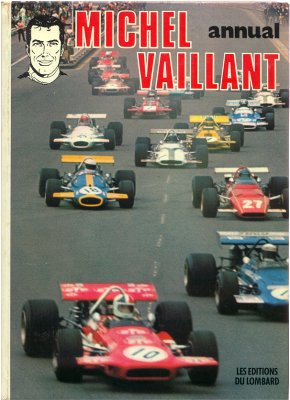 MICHEL
annual
VAILLANT
27
10
LES EDITIONS
DU LOMBARD